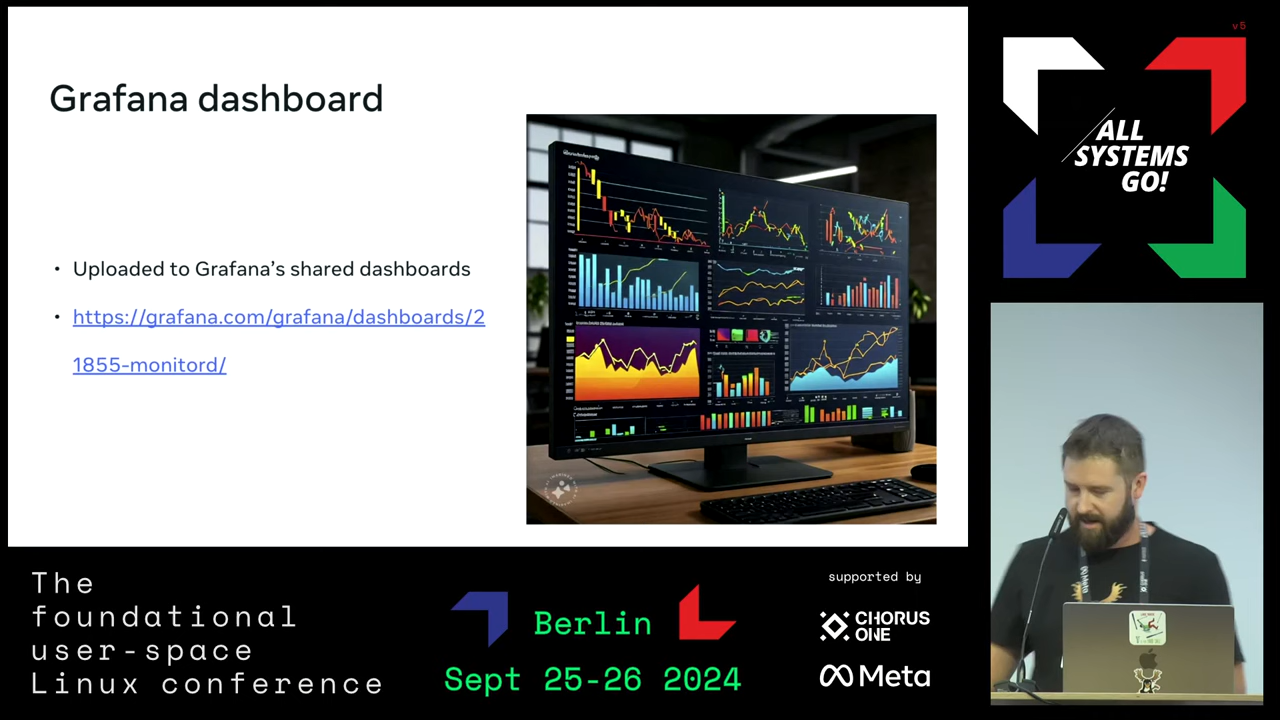 Grafana dashboard
Uploaded to Grafana's shared dashboards
https://grafana.com/grafana/dashboards/2
1855-monitord/
v5
ALL
SYSTEMS
GO!
The
foundational
user-space
Linux conference
Berlin
Sept 25-26 2024
supported by
CHORUS
ONE
Meta
Meta